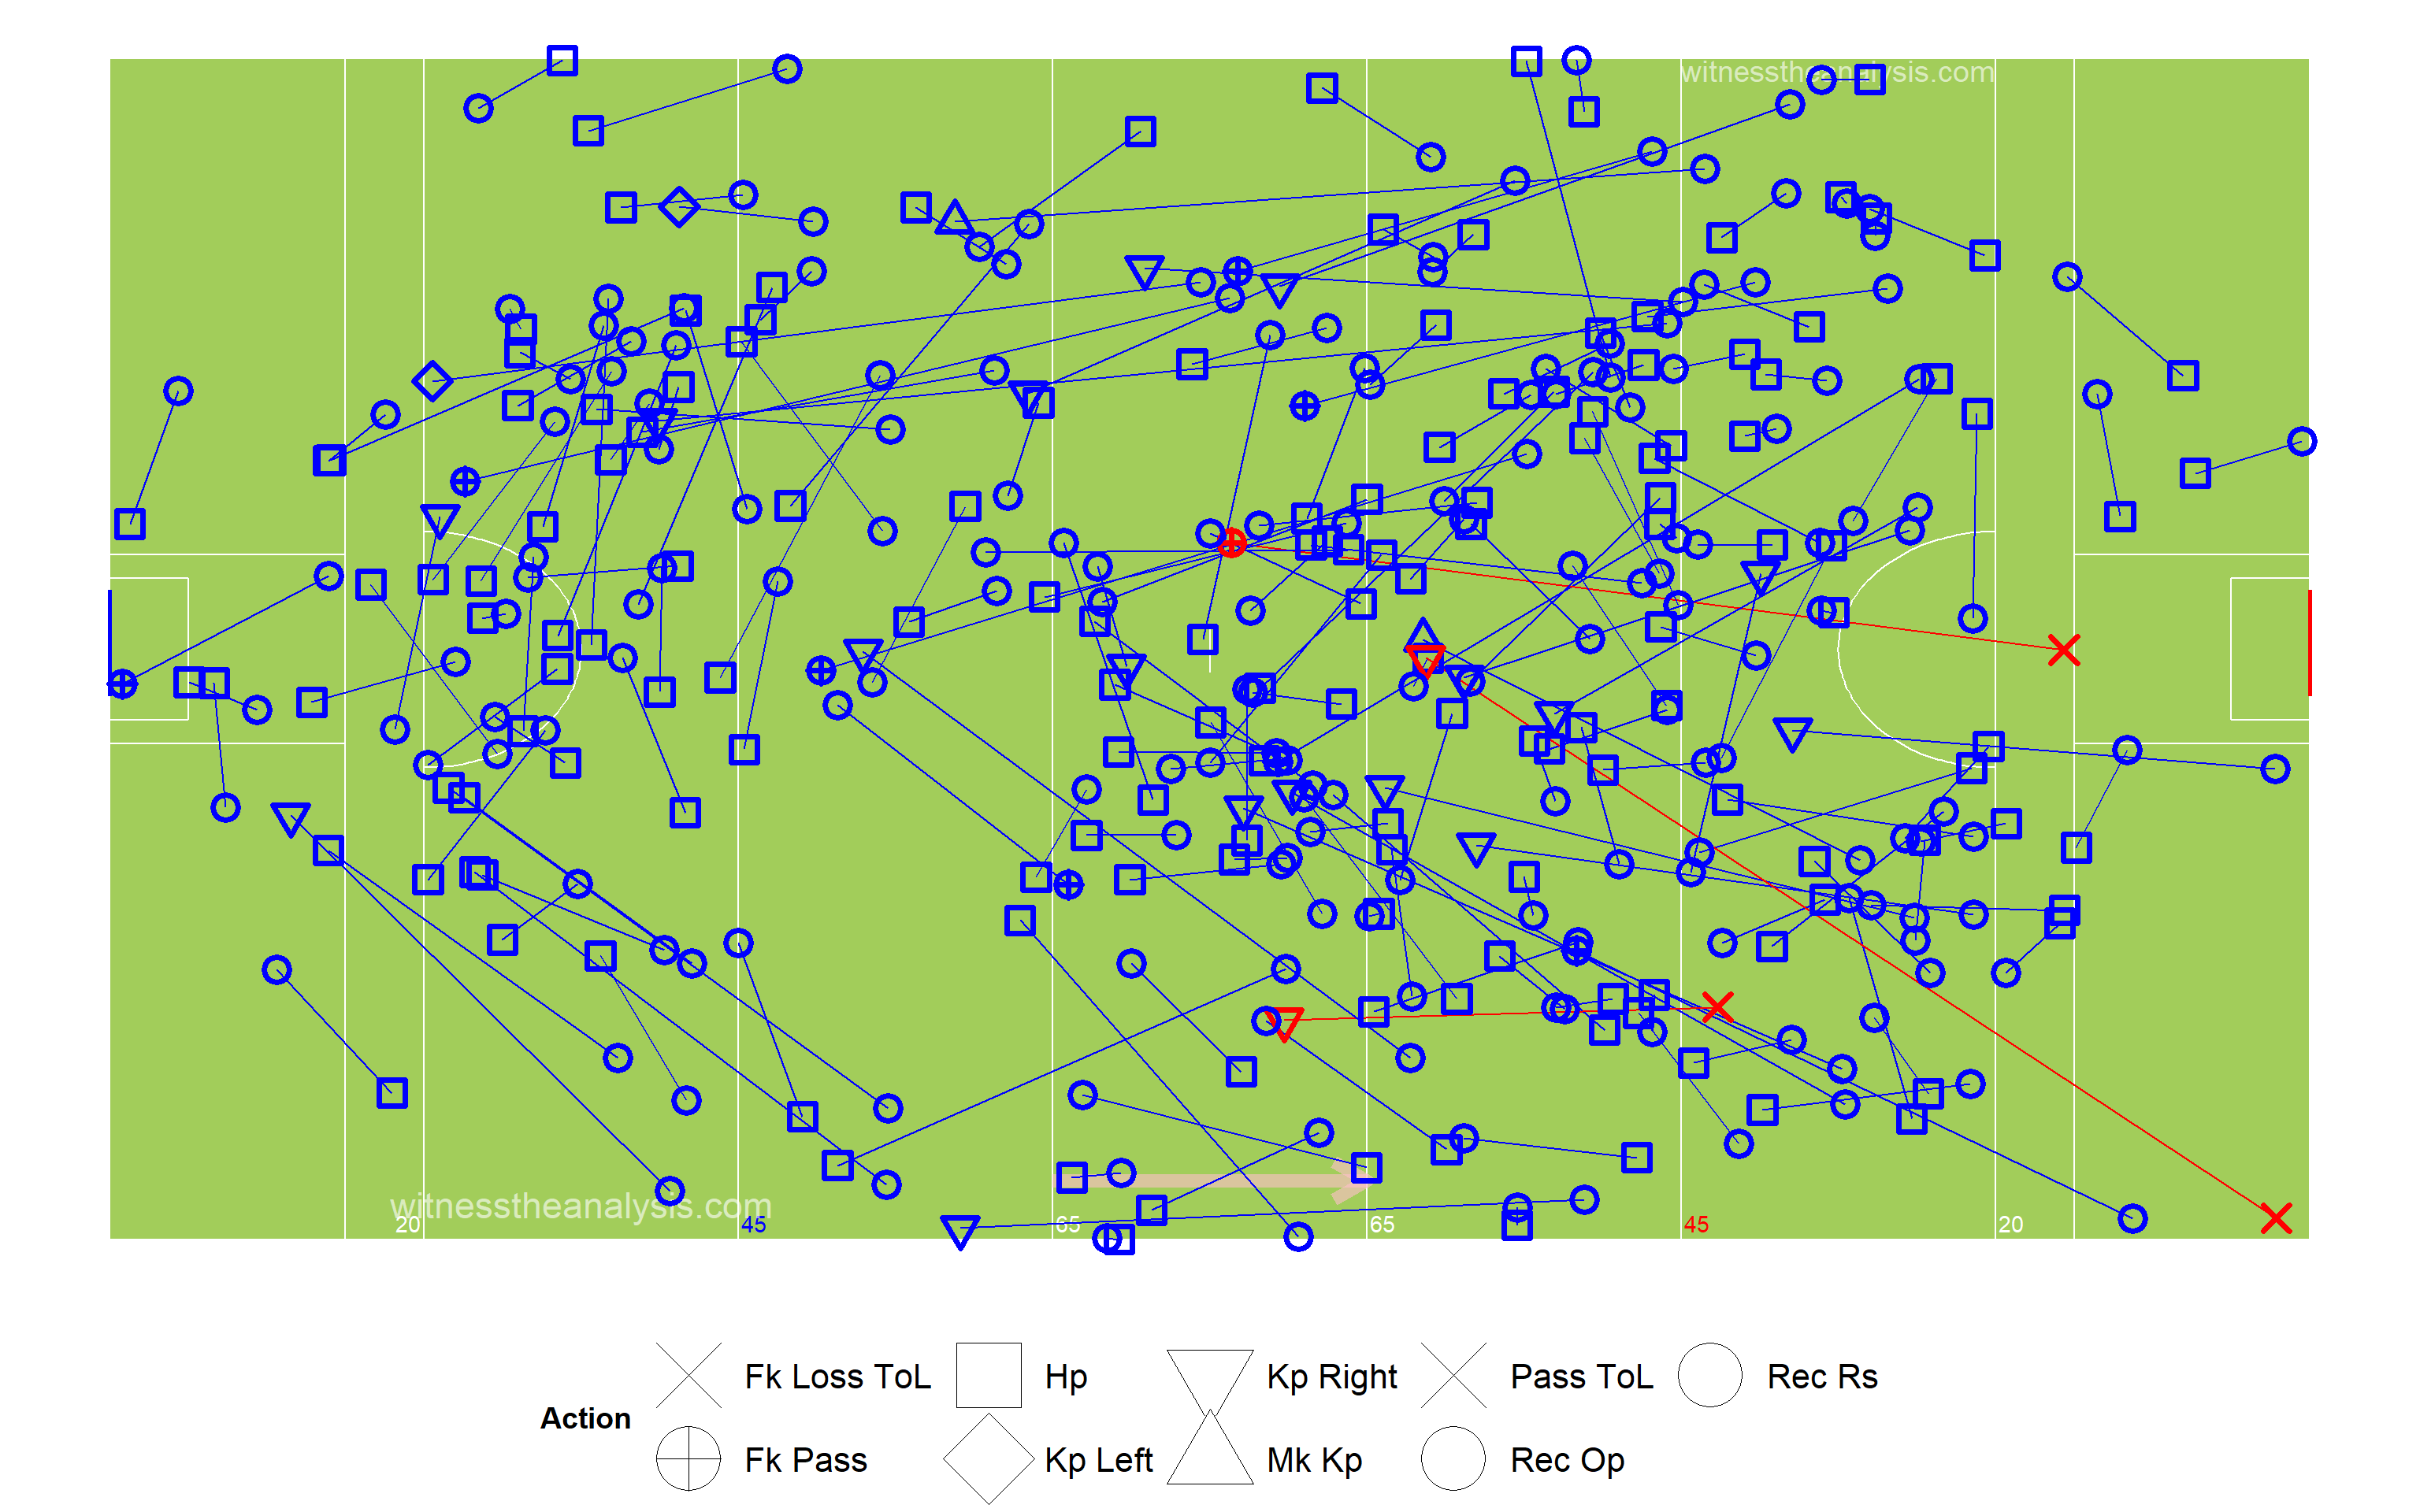 witnesstheanalysis.com
witnesstheanalysis.com
20 45 65 65 45 20
Fk Loss ToL Hp Kp Right Pass ToL Rec Rs
Action
Fk Pass Kp Left Mk Kp Rec Op